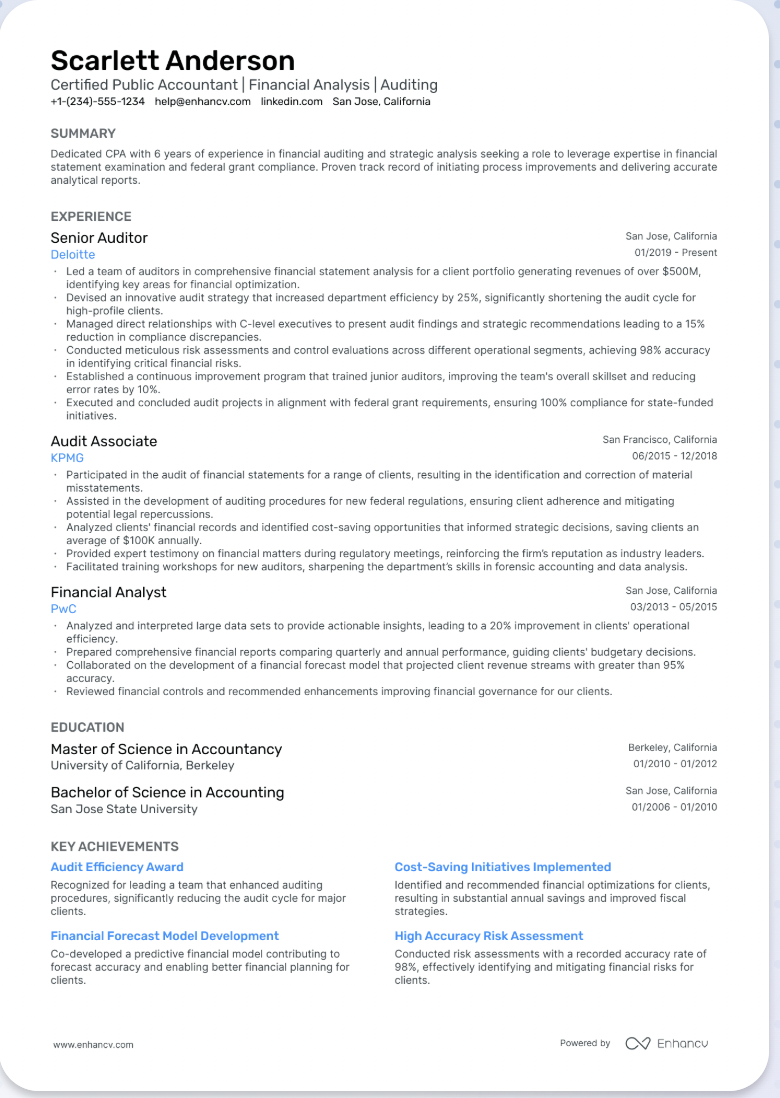 Scarlett Anderson
Certified Public Accountant | Financial Analysis | Auditing
+1-(234)-555-1234 help@enhancv.com linkedin.com San Jose, California
SUMMARY
Dedicated CPA with 6 years of experience in financial auditing and strategic analysis seeking a role to leverage expertise in financial
statement examination and federal grant compliance. Proven track record of initiating process improvements and delivering accurate
analytical reports.
EXPERIENCE
Senior Auditor
San Jose, California
Deloitte
01/2019 - Present
· Led a team of auditors in comprehensive financial statement analysis for a client portfolio generating revenues of over $500M,
identifying key areas for financial optimization.
· Devised an innovative audit strategy that increased department efficiency by 25%, significantly shortening the audit cycle for
high-profile clients.
· Managed direct relationships with C-level executives to present audit findings and strategic recommendations leading to a 15%
reduction in compliance discrepancies.
· Conducted meticulous risk assessments and control evaluations across different operational segments, achieving 98% accuracy
in identifying critical financial risks.
· Established a continuous improvement program that trained junior auditors, improving the team's overall skillset and reducing
error rates by 10%.
· Executed and concluded audit projects in alignment with federal grant requirements, ensuring 100% compliance for state-funded
initiatives.
Audit Associate
San Francisco, California
KPMG
06/2015 - 12/2018
· Participated in the audit of financial statements for a range of clients, resulting in the identification and correction of material
misstatements.
· Assisted in the development of auditing procedures for new federal regulations, ensuring client adherence and mitigating
potential legal repercussions.
· Analyzed clients' financial records and identified cost-saving opportunities that informed strategic decisions, saving clients an
average of $100K annually.
· Provided expert testimony on financial matters during regulatory meetings, reinforcing the firm's reputation as industry leaders.
· Facilitated training workshops for new auditors, sharpening the department's skills in forensic accounting and data analysis.
Financial Analyst
San Jose, California
PwC
03/2013 - 05/2015
· Analyzed and interpreted large data sets to provide actionable insights, leading to a 20% improvement in clients' operational
efficiency.
· Prepared comprehensive financial reports comparing quarterly and annual performance, guiding clients' budgetary decisions.
· Collaborated on the development of a financial forecast model that projected client revenue streams with greater than 95%
accuracy.
· Reviewed financial controls and recommended enhancements improving financial governance for our clients.
EDUCATION
Master of Science in Accountancy
Berkeley, California
University of California, Berkeley
01/2010 - 01/2012
Bachelor of Science in Accounting
San Jose, California
San Jose State University
01/2006 - 01/2010
KEY ACHIEVEMENTS
Audit Efficiency Award
Recognized for leading a team that enhanced auditing
procedures, significantly reducing the audit cycle for major
clients.
Cost-Saving Initiatives Implemented
Identified and recommended financial optimizations for clients,
resulting in substantial annual savings and improved fiscal
strategies.
Financial Forecast Model Development
Co-developed a predictive financial model contributing to
forecast accuracy and enabling better financial planning for
clients.
High Accuracy Risk Assessment
Conducted risk assessments with a recorded accuracy rate of
98%, effectively identifying and mitigating financial risks for
clients.
www.enhancv.com
Powered by Enhancv